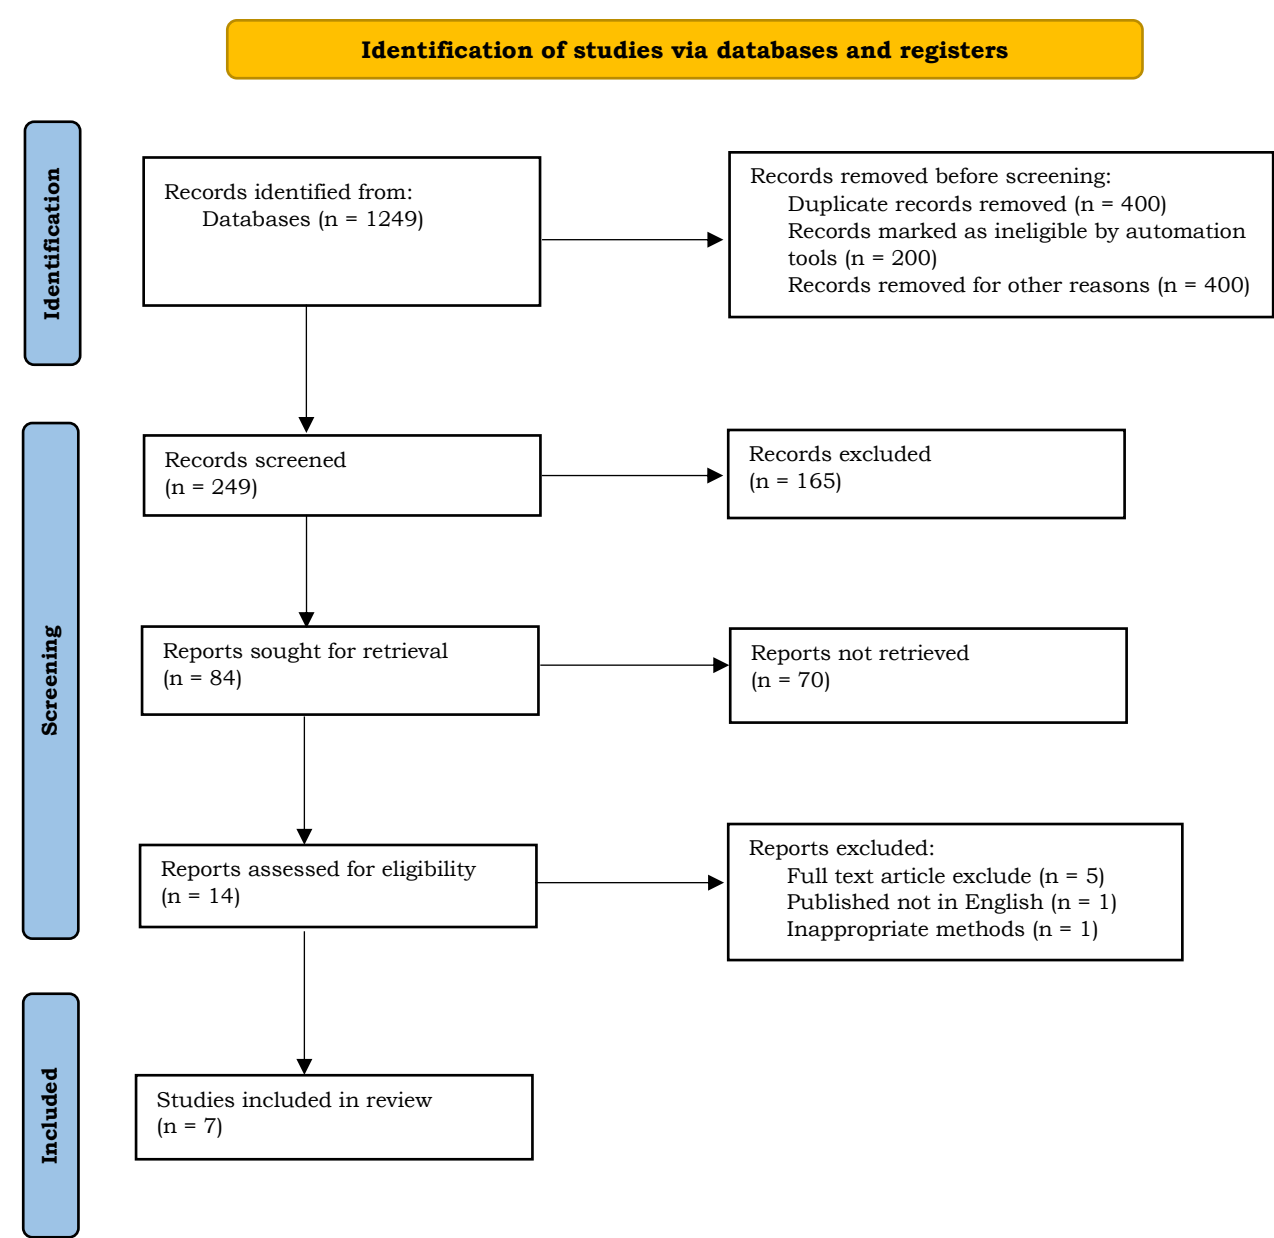 Identification of studies via databases and registers
Identification
Records identified from:
Databases (n = 1249)
Records removed before screening:
Duplicate records removed (n = 400)
Records marked as ineligible by automation
tools (n = 200)
Records removed for other reasons (n = 400)
Screening
Records screened
(n = 249)
Records excluded
(n = 165)
Reports sought for retrieval
(n = 84)
Reports not retrieved
(n = 70)
Reports assessed for eligibility
(n = 14)
Reports excluded:
Full text article exclude (n = 5)
Published not in English (n = 1)
Inappropriate methods (n = 1)
Included
Studies included in review
(n = 7)